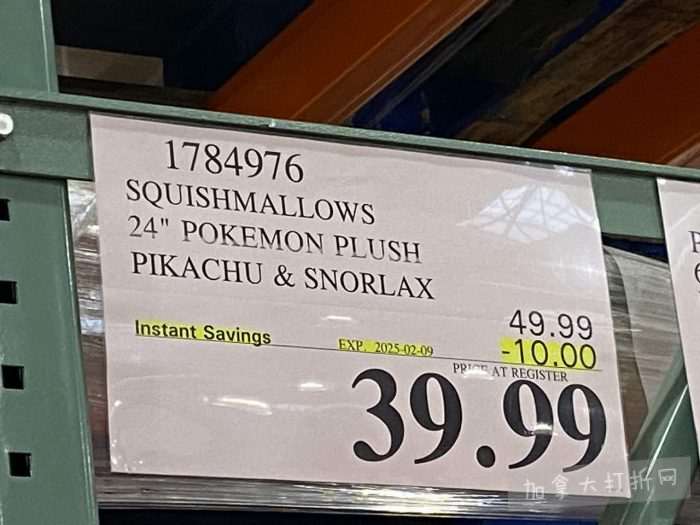 1784976
SQUISHMALLOWS
24" POKEMON PLUSH
PIKACHU & SNORLAX
49.99
Instant Savings EXP. 2025-02-09 -10.00
PRICE AT REGISTER
39.99
加拿大打折网
P